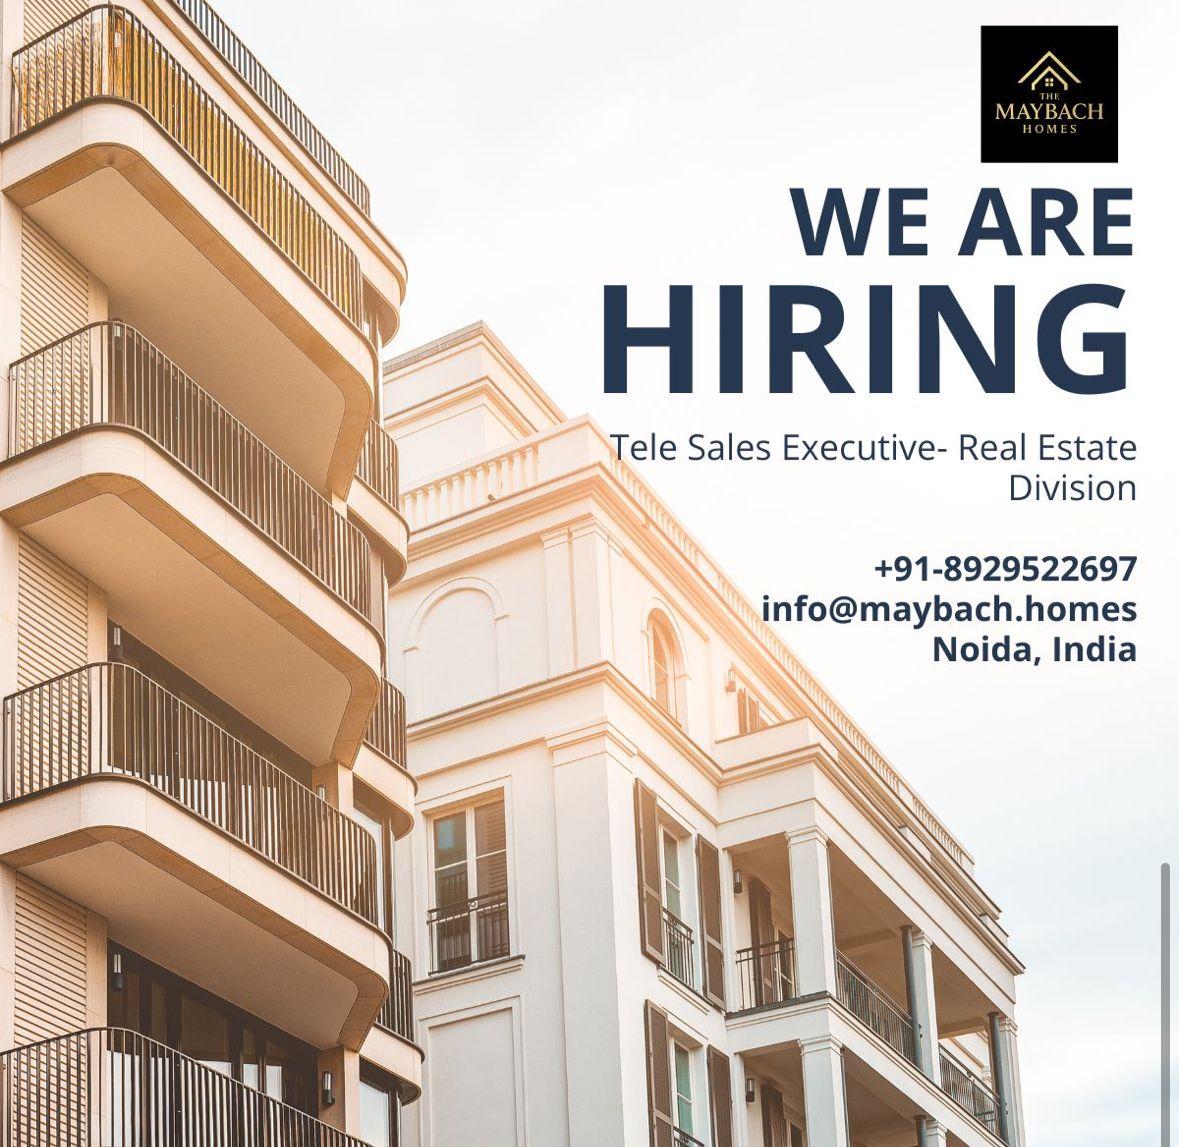 THE
MAYBACH
HOMES
WE ARE
HIRING
Tele Sales Executive- Real Estate
Division
+91-8929522697
info@maybach.homes
Noida, India